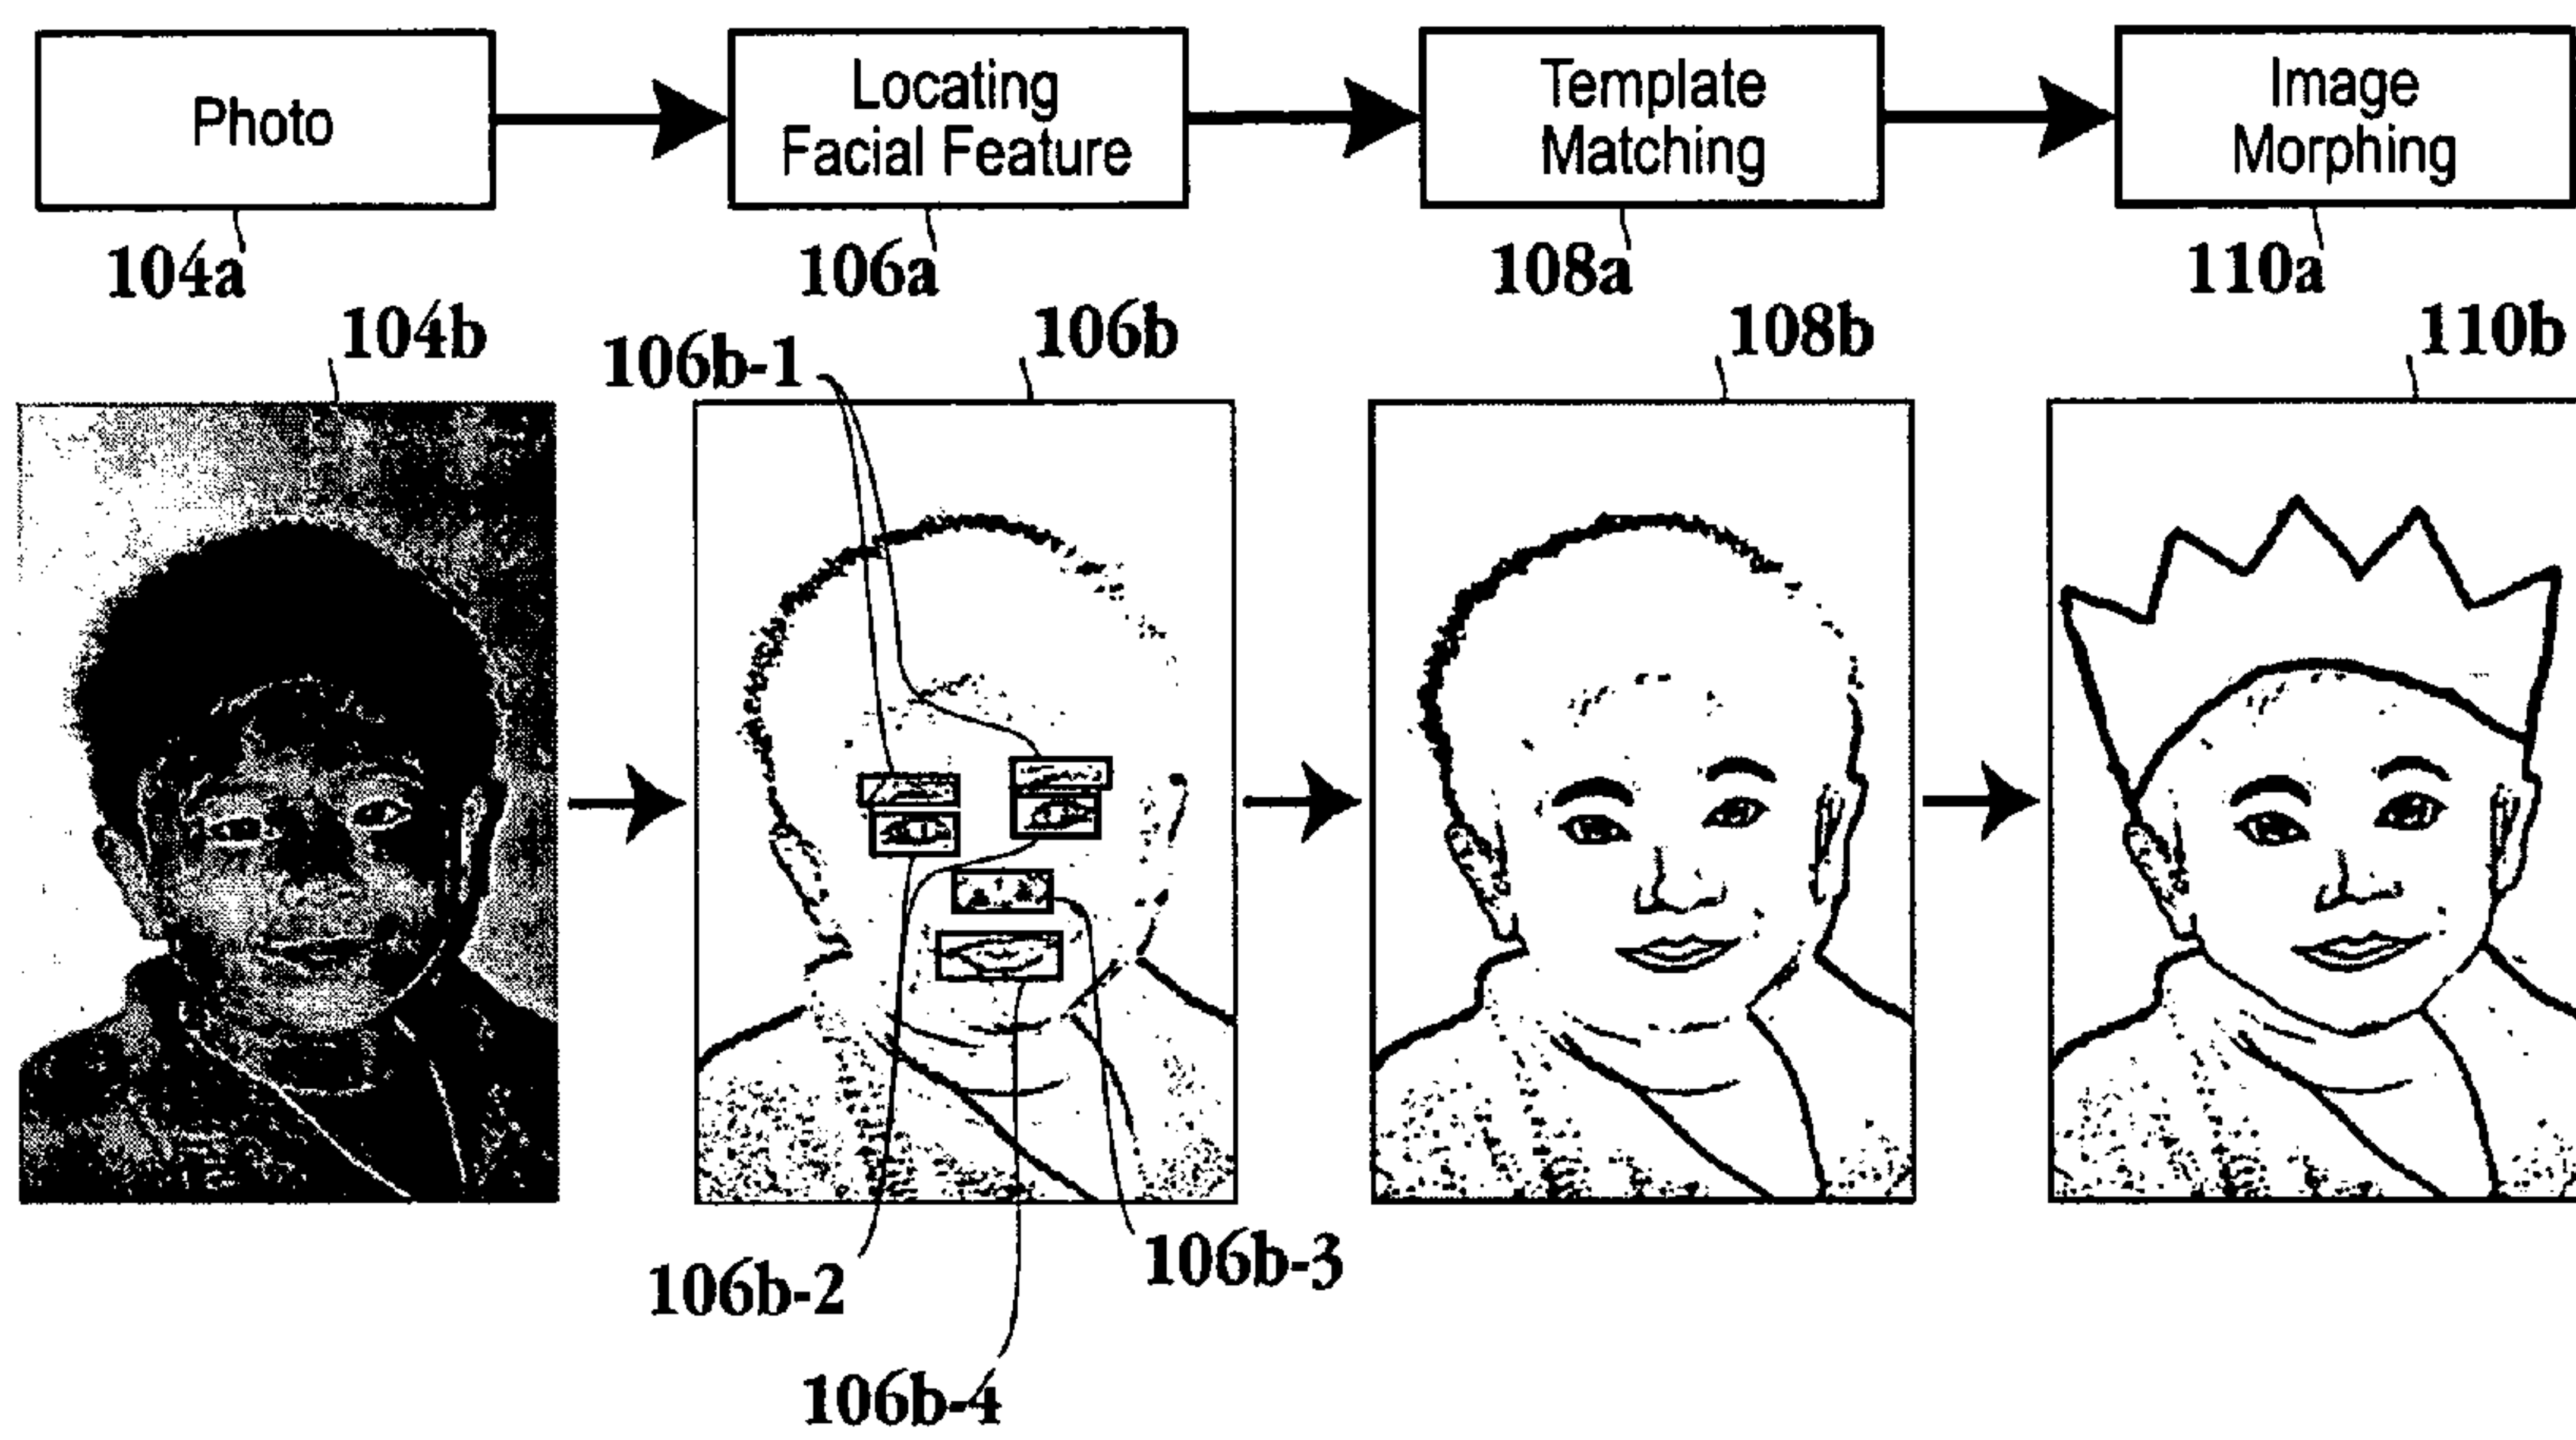 Photo
Locating
Facial Feature
Template
Matching
Image
Morphing
104a
106a
108a
110a
104b
106b-1
106b
108b
110b
106b-2
106b-3
106b-4